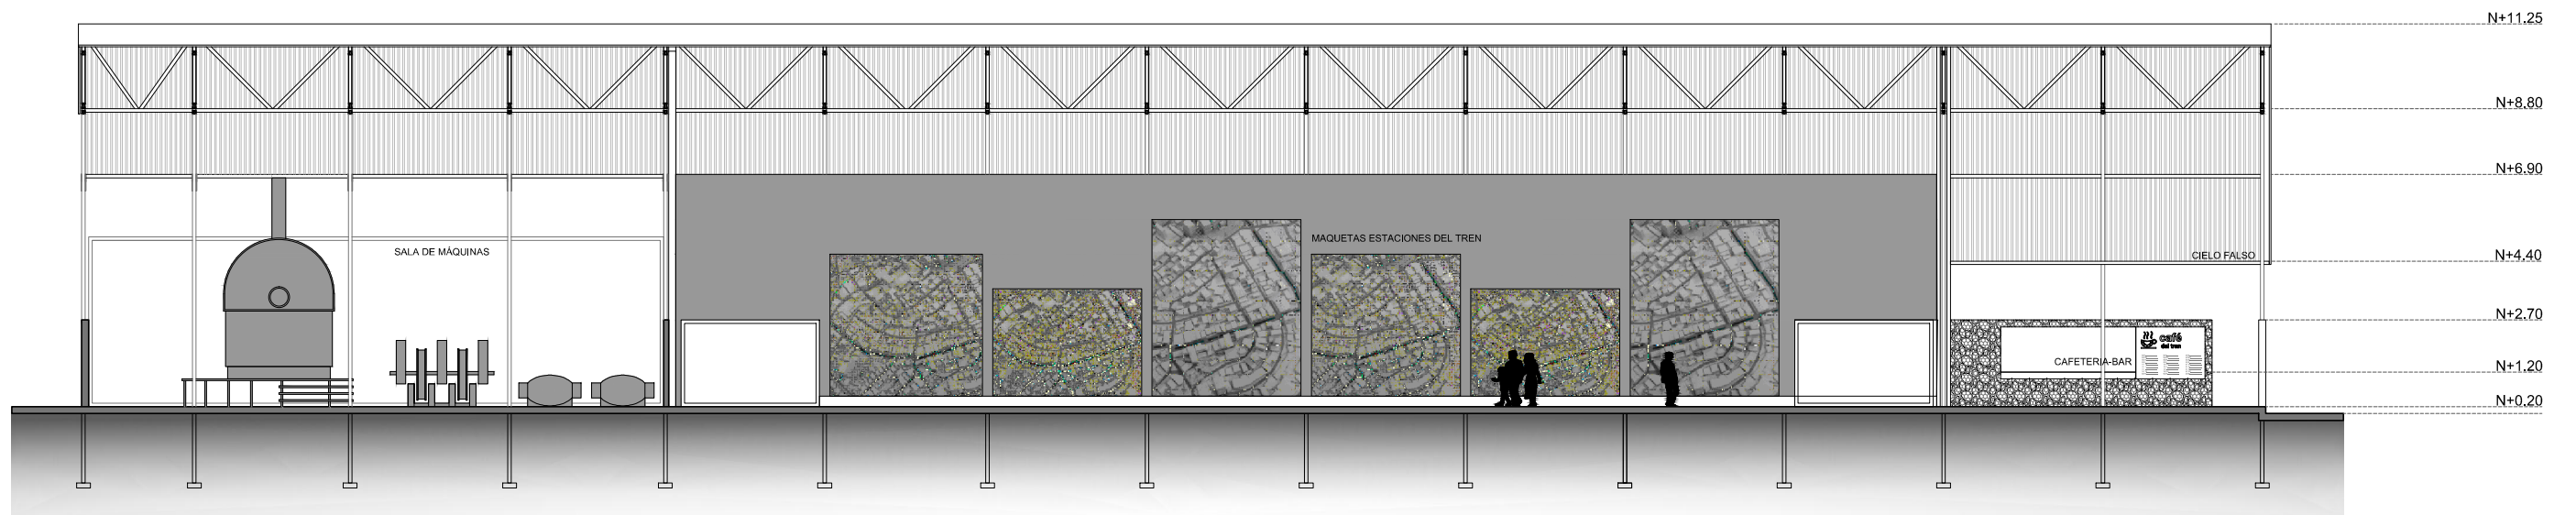 N+11.25
N+8.80
N+6.90
SALA DE MÁQUINAS
MAQUETAS ESTACIONES DEL TREN
CIELO FALSO
N+4.40
N+2.70
café
del tren
CAFETERIA-BAR
N+1.20
N+0.20